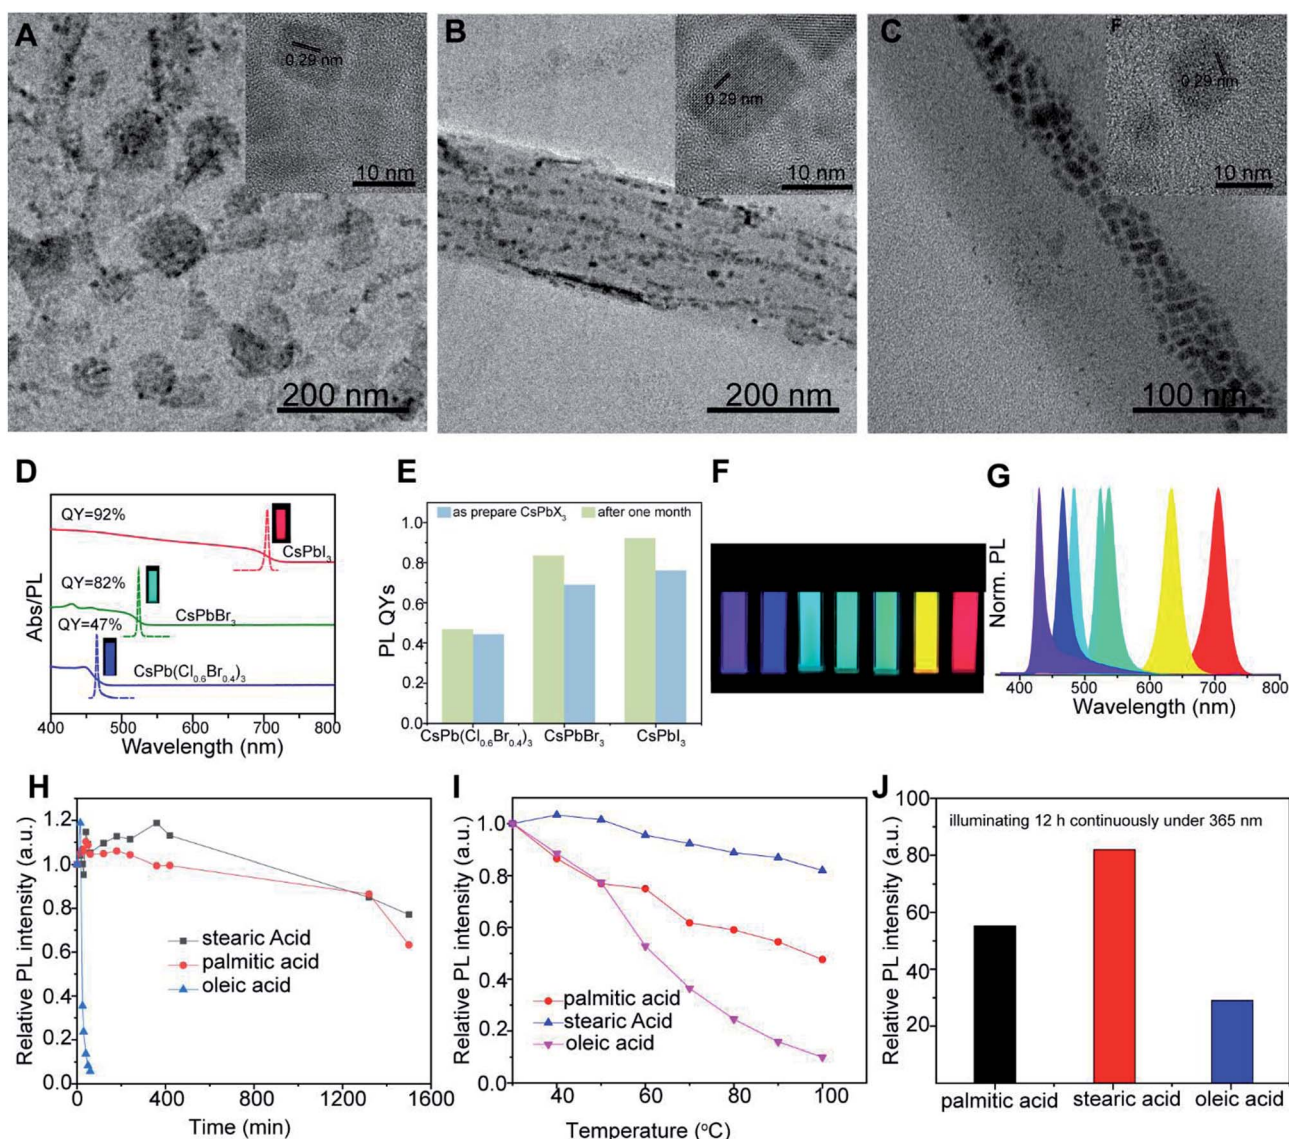 A
0.29 nm
10 nm
200 nm
B
0.29 nm
10 nm
200 nm
C
F
0.29 nm
10 nm
100 nm
D
QY=92%
CsPbI3
QY=82%
CsPbBr3
QY=47%
CsPb(Cl0.6Br0.4)3
Abs/PL
400 500 600 700 800
Wavelength (nm)
E
as prepare CsPbX3 after one month
PL QYs
1.0
0.8
0.6
0.4
0.2
0.0
CsPb(Cl0.6Br0.4)3 CsPbBr3 CsPbI3
F
G
Norm. PL
400 500 600 700 800
Wavelength (nm)
H
Relative PL intensity (a.u.)
1.2
1.0
0.8
0.6
0.4
0.2
0.0
stearic Acid
palmitic acid
oleic acid
0 400 800 1200 1600
Time (min)
I
Relative PL intensity (a.u.)
1.0
0.8
0.6
0.4
0.2
0.0
palmitic acid
stearic Acid
oleic acid
40 60 80 100
Temperature (°C)
J
Relative PL intensity (a.u.)
100
80
60
40
20
illuminating 12 h continuously under 365 nm
palmitic acid stearic acid oleic acid